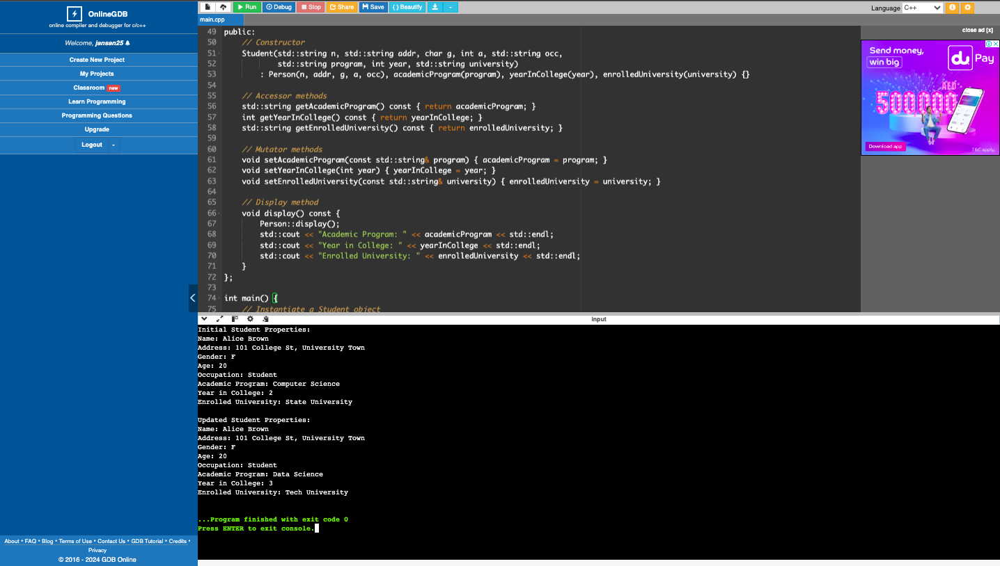 OnlineGDB
online compiler and debugger for c/c++
Welcome, jansan25
Create New Project
My Projects
Classroom new
Learn Programming
Programming Questions
Upgrade
Logout
About • FAQ • Blog • Terms of Use • Contact Us • GDB Tutorial • Credits •
Privacy
© 2016 - 2024 GDB Online
Run Debug Stop Share Save {} Beautify
Language C++
main.cpp
49 public:
50 // Constructor
51 Student(std::string n, std::string addr, char g, int a, std::string occ,
52 std::string program, int year, std::string university)
53 : Person(n, addr, g, a, occ), academicProgram(program), yearInCollege(year), enrolledUniversity(university) {}
54
55 // Accessor methods
56 std::string getAcademicProgram() const { return academicProgram; }
57 int getYearInCollege() const { return yearInCollege; }
58 std::string getEnrolledUniversity() const { return enrolledUniversity; }
59
60 // Mutator methods
61 void setAcademicProgram(const std::string& program) { academicProgram = program; }
62 void setYearInCollege(int year) { yearInCollege = year; }
63 void setEnrolledUniversity(const std::string& university) { enrolledUniversity = university; }
64
65 // Display method
66 void display() const {
67 Person::display();
68 std::cout << "Academic Program: " << academicProgram << std::endl;
69 std::cout << "Year in College: " << yearInCollege << std::endl;
70 std::cout << "Enrolled University: " << enrolledUniversity << std::endl;
71 }
72 };
73
74 int main() {
75 // Instantiate a Student object
close ad [x]
Send money,
win big
du Pay
AED
500000
Download app
T&C apply.
input
Initial Student Properties:
Name: Alice Brown
Address: 101 College St, University Town
Gender: F
Age: 20
Occupation: Student
Academic Program: Computer Science
Year in College: 2
Enrolled University: State University
Updated Student Properties:
Name: Alice Brown
Address: 101 College St, University Town
Gender: F
Age: 20
Occupation: Student
Academic Program: Data Science
Year in College: 3
Enrolled University: Tech University
...Program finished with exit code 0
Press ENTER to exit console.